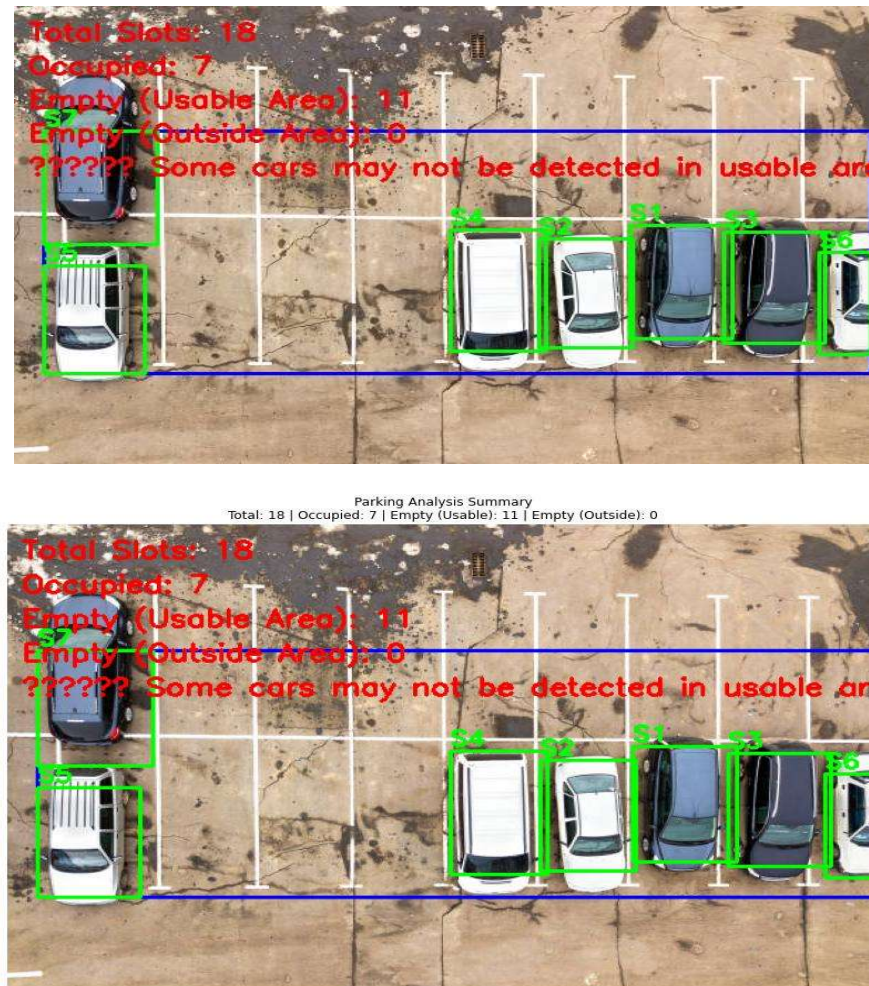 Total Slots: 18
Occupied: 7
Empty (Usable Area): 11
S7
Empty (Outside Area): 0
?????? Some cars may not be detected in usable are
S4
S2
S1
S3
S6
S5
Parking Analysis Summary
Total: 18 | Occupied: 7 | Empty (Usable): 11 | Empty (Outside): 0
Total Slots: 18
Occupied: 7
Empty (Usable Area): 11
S7
Empty (Outside Area): 0
?????? Some cars may not be detected in usable ar
S4
S2
S1
S3
S6
S5